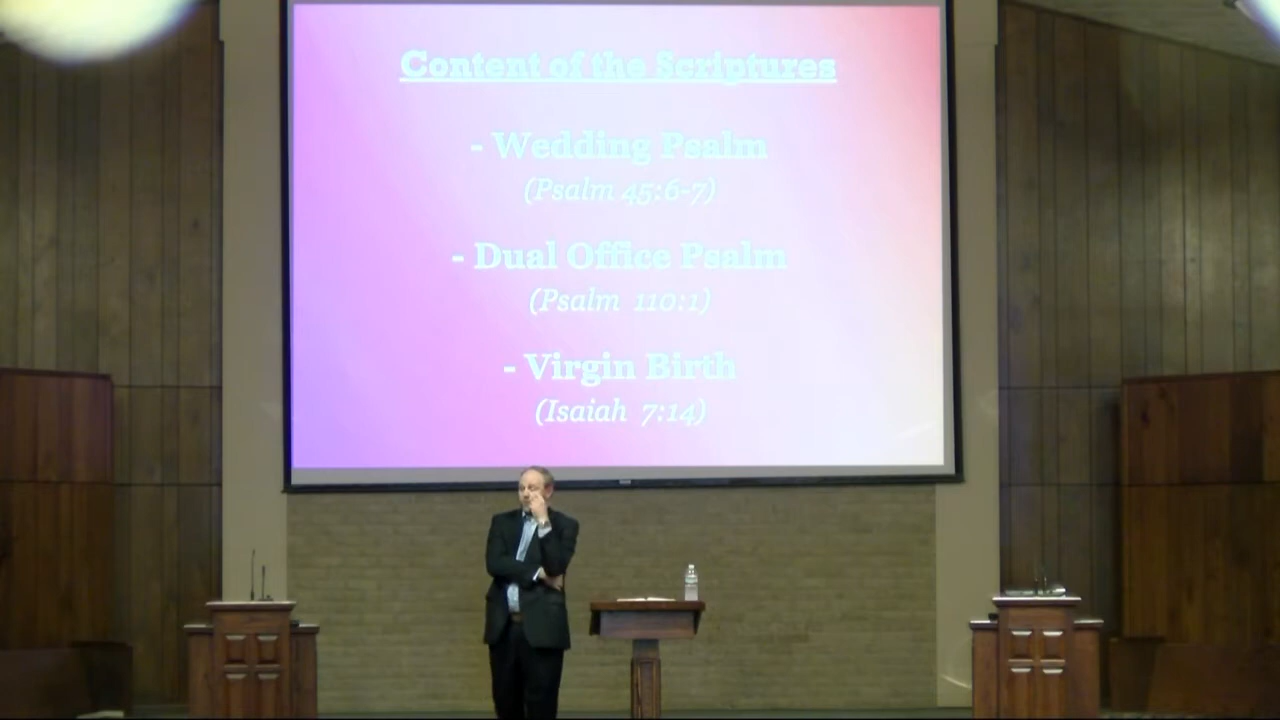 Content of the Scriptures
- Wedding Psalm
(Psalm 45:6-7)
- Dual Office Psalm
(Psalm 110:1)
- Virgin Birth
(Isaiah 7:14)